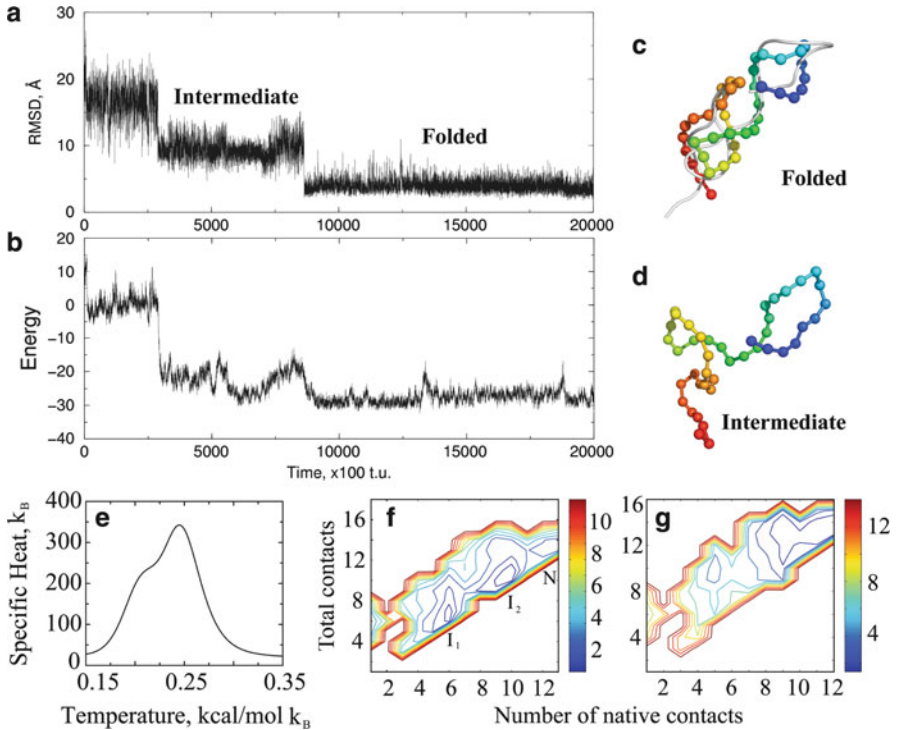 a
30
20
10
0
RMSD, Å
Intermediate
Folded
0 5000 10000 15000 20000
b
20
10
0
−10
−20
−30
−40
Energy
0 5000 10000 15000 20000
Time, ×100 t.u.
c
Folded
d
Intermediate
e
400
300
200
100
0
Specific Heat, k_B
0.15 0.25 0.35
Temperature, kcal/mol k_B
f
16
12
8
4
Total contacts
N
I₂
I₁
2 4 6 8 10 12
10
8
6
4
2
g
16
12
8
4
2 4 6 8 10 12
12
8
4
Number of native contacts